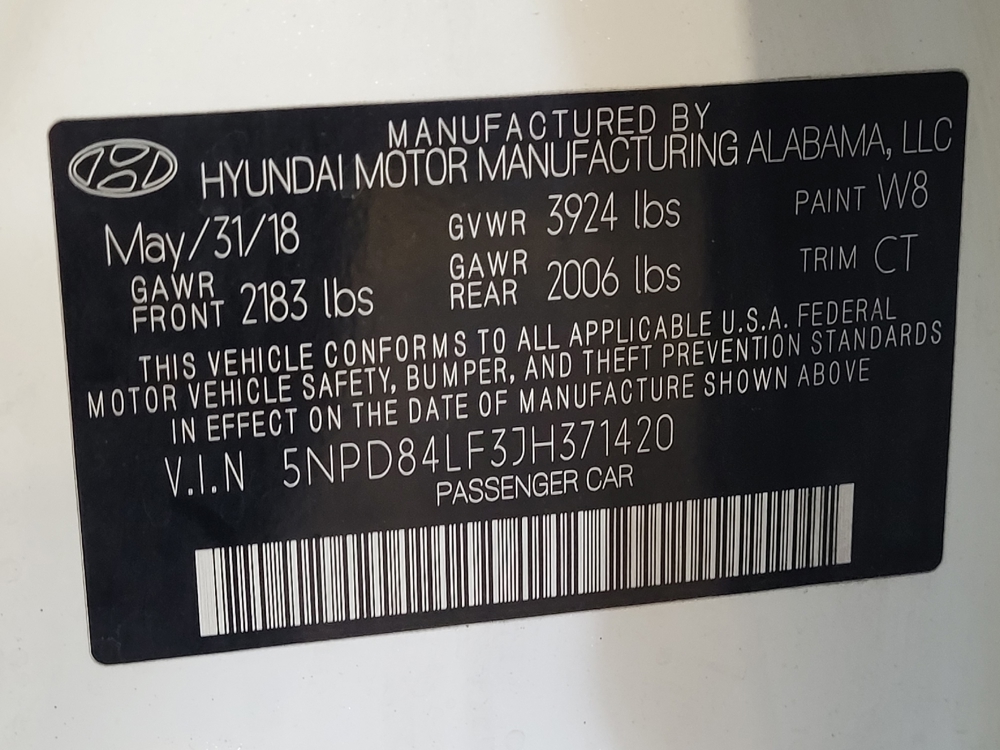 MANUFACTURED BY
HYUNDAI MOTOR MANUFACTURING ALABAMA, LLC
May/31/18 GVWR 3924 lbs PAINT W8
GAWR FRONT 2183 lbs GAWR REAR 2006 lbs TRIM CT
THIS VEHICLE CONFORMS TO ALL APPLICABLE U.S.A. FEDERAL
MOTOR VEHICLE SAFETY, BUMPER, AND THEFT PREVENTION STANDARDS
IN EFFECT ON THE DATE OF MANUFACTURE SHOWN ABOVE
V.I.N 5NPD84LF3JH371420
PASSENGER CAR